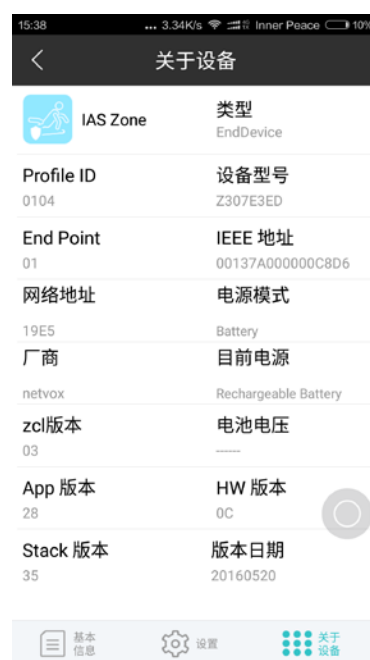 15:38 ... 3.34K/s Inner Peace 10%
关于设备
IAS Zone
类型
EndDevice
Profile ID
设备型号
0104
Z307E3ED
End Point
IEEE 地址
01
00137A000000C8D6
网络地址
电源模式
19E5
Battery
厂商
目前电源
netvox
Rechargeable Battery
zcl版本
电池电压
03
------
App 版本
HW 版本
28
0C
Stack 版本
版本日期
35
20160520
基本
信息
设置
关于
设备